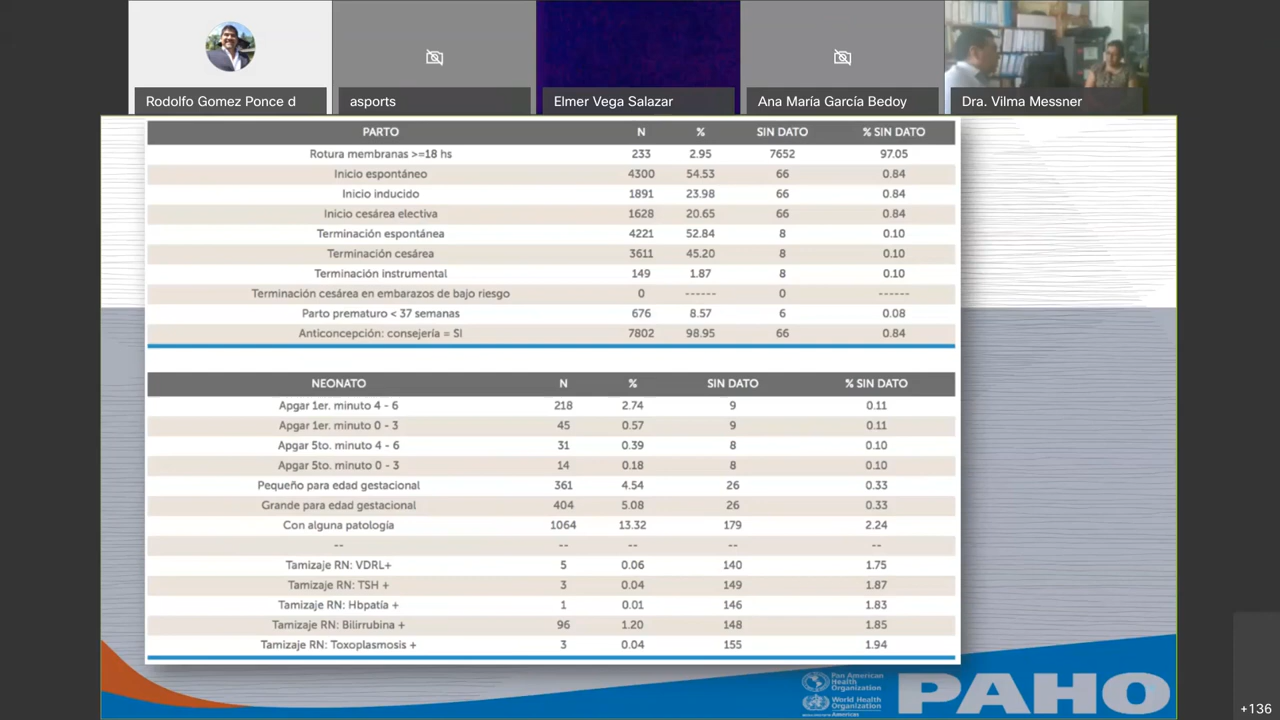 Rodolfo Gomez Ponce d
asports
Elmer Vega Salazar
Ana María García Bedoy
Dra. Vilma Messner
PARTO N % SIN DATO % SIN DATO
Rotura membranas >=18 hs 233 2.95 7652 97.05
Inicio espontáneo 4300 54.53 66 0.84
Inicio inducido 1891 23.98 66 0.84
Inicio cesárea electiva 1628 20.65 66 0.84
Terminación espontánea 4221 52.84 8 0.10
Terminación cesárea 3611 45.20 8 0.10
Terminación instrumental 149 1.87 8 0.10
Terminación cesárea en embarazos de bajo riesgo 0 ------ 0 ------
Parto prematuro < 37 semanas 676 8.57 6 0.08
Anticoncepción: consejería = SI 7802 98.95 66 0.84
NEONATO N % SIN DATO % SIN DATO
Apgar 1er. minuto 4 - 6 218 2.74 9 0.11
Apgar 1er. minuto 0 - 3 45 0.57 9 0.11
Apgar 5to. minuto 4 - 6 31 0.39 8 0.10
Apgar 5to. minuto 0 - 3 14 0.18 8 0.10
Pequeño para edad gestacional 361 4.54 26 0.33
Grande para edad gestacional 404 5.08 26 0.33
Con alguna patología 1064 13.32 179 2.24
-- -- -- -- --
Tamizaje RN: VDRL+ 5 0.06 140 1.75
Tamizaje RN: TSH + 3 0.04 149 1.87
Tamizaje RN: Hbpatía + 1 0.01 146 1.83
Tamizaje RN: Bilirrubina + 96 1.20 148 1.85
Tamizaje RN: Toxoplasmosis + 3 0.04 155 1.94
Pan American
Health
Organization
World Health
Organization
Americas
PAHO
+136